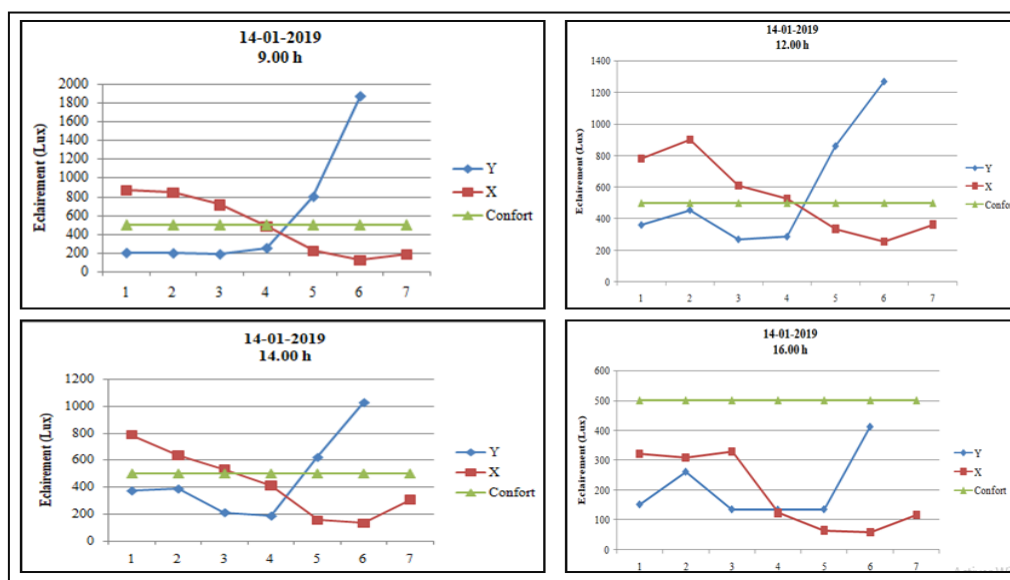 14-01-2019
9.00 h
Eclairement (Lux)
2000
1800
1600
1400
1200
1000
800
600
400
200
0
1 2 3 4 5 6 7
Y
X
Confort
14-01-2019
12.00 h
Eclairement (Lux)
1400
1200
1000
800
600
400
200
0
1 2 3 4 5 6 7
Y
X
Confort
14-01-2019
14.00 h
Eclairement (Lux)
1200
1000
800
600
400
200
0
1 2 3 4 5 6 7
Y
X
Confort
14-01-2019
16.00 h
Eclairement (Lux)
600
500
400
300
200
100
0
1 2 3 4 5 6 7
Y
X
Confort